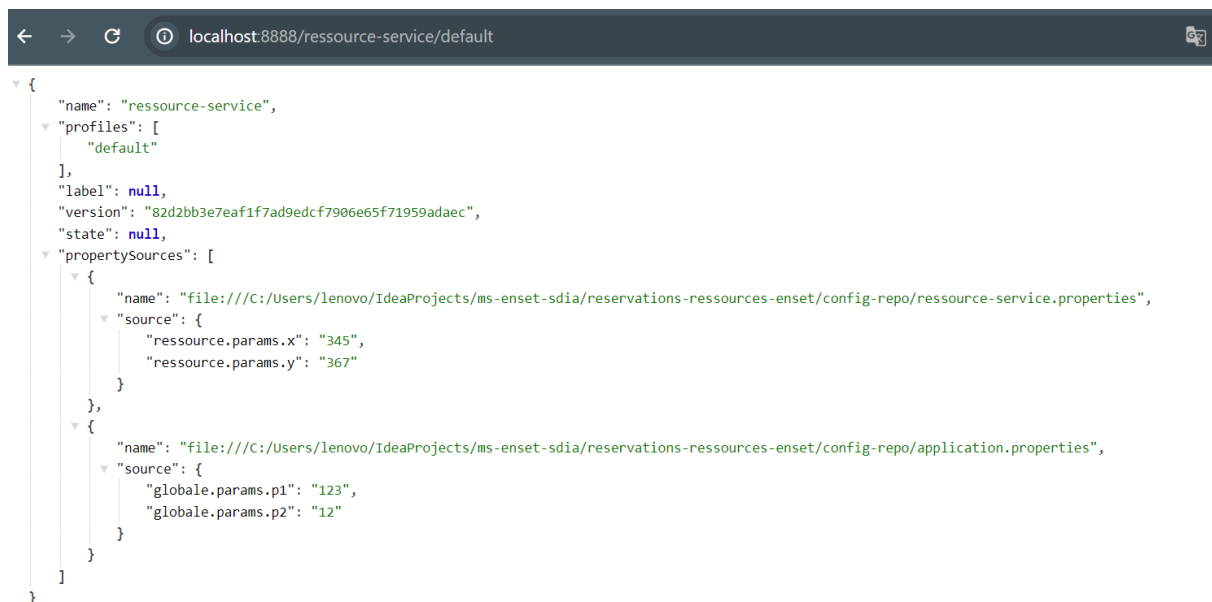 localhost:8888/ressource-service/default
{
"name": "ressource-service",
"profiles": [
"default"
],
"label": null,
"version": "82d2bb3e7eaf1f7ad9edcf7906e65f71959adaec",
"state": null,
"propertySources": [
{
"name": "file:///C:/Users/lenovo/IdeaProjects/ms-enset-sdia/reservations-ressources-enset/config-repo/ressource-service.properties",
"source": {
"ressource.params.x": "345",
"ressource.params.y": "367"
}
},
{
"name": "file:///C:/Users/lenovo/IdeaProjects/ms-enset-sdia/reservations-ressources-enset/config-repo/application.properties",
"source": {
"globale.params.p1": "123",
"globale.params.p2": "12"
}
}
]
}